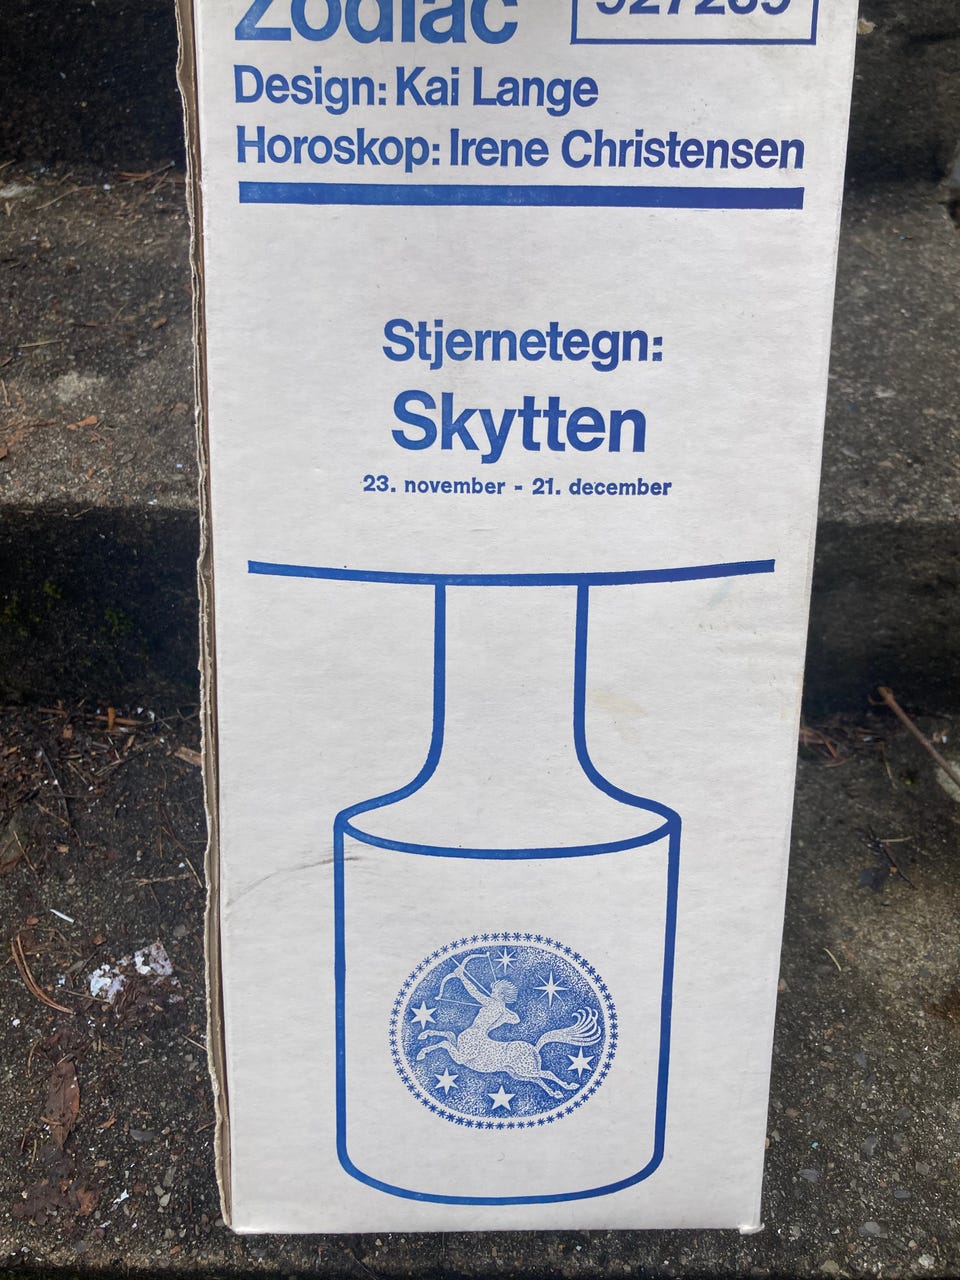 Zodiac
Design: Kai Lange
Horoskop: Irene Christensen
Stjernetegn:
Skytten
23. november - 21. december